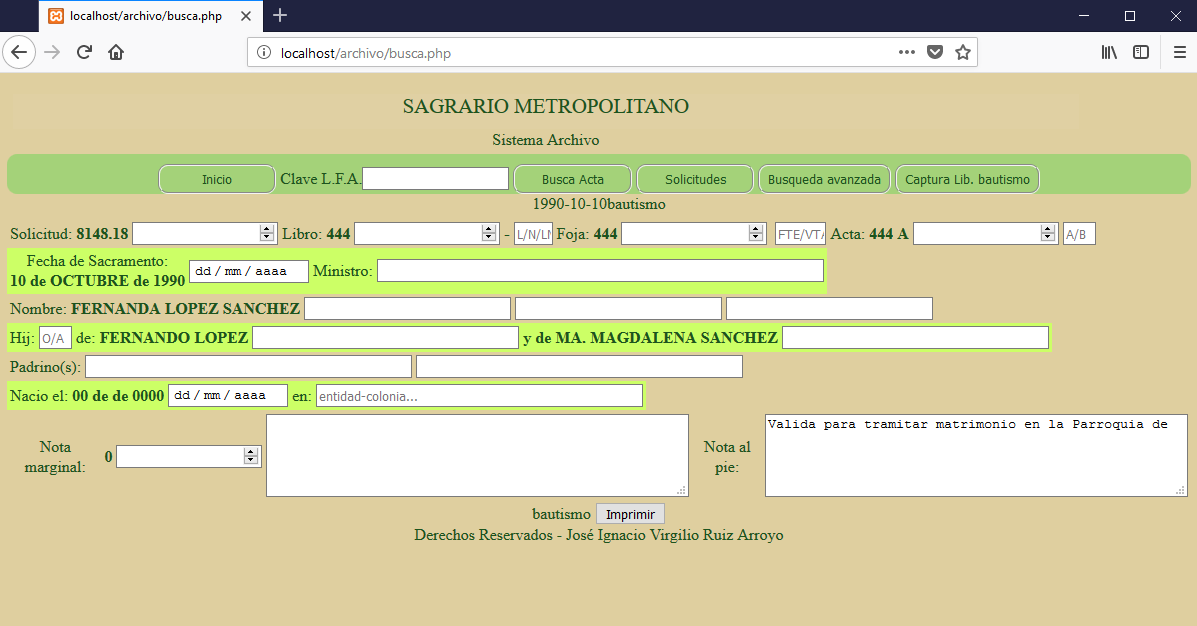 localhost/archivo/busca.php
localhost/archivo/busca.php
SAGRARIO METROPOLITANO
Sistema Archivo
Inicio Clave L.F.A. Busca Acta Solicitudes Busqueda avanzada Captura Lib. bautismo
1990-10-10bautismo
Solicitud: 8148.18 Libro: 444 - L/N/LN Foja: 444 FTE/VTA Acta: 444 A A/B
Fecha de Sacramento:
10 de OCTUBRE de 1990 dd / mm / aaaa Ministro:
Nombre: FERNANDA LOPEZ SANCHEZ
Hij: O/A de: FERNANDO LOPEZ y de MA. MAGDALENA SANCHEZ
Padrino(s):
Nacio el: 00 de de 0000 dd / mm / aaaa en: entidad-colonia...
Nota marginal: 0 Nota al pie: Valida para tramitar matrimonio en la Parroquia de
bautismo Imprimir
Derechos Reservados - José Ignacio Virgilio Ruiz Arroyo